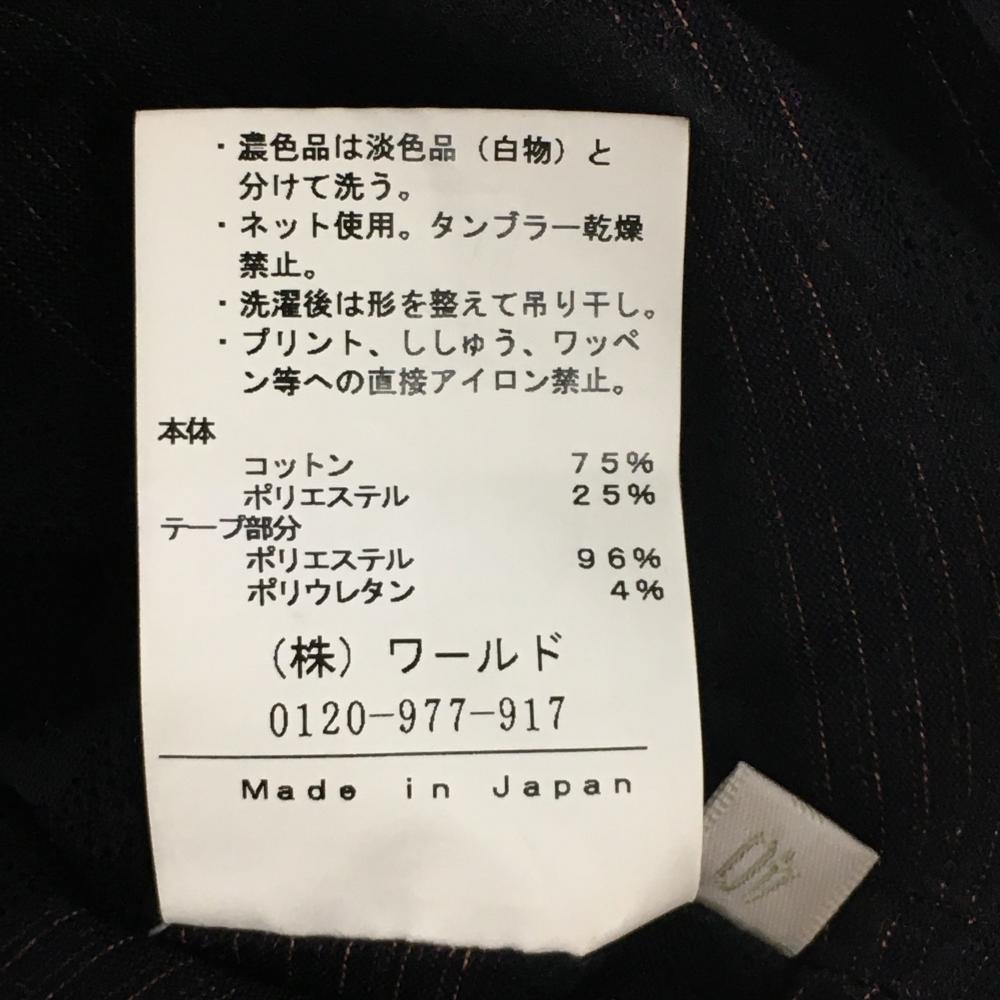 ・濃色品は淡色品（白物）と
分けて洗う。
・ネット使用。タンブラー乾燥
禁止。
・洗濯後は形を整えて吊り干し。
・プリント、ししゅう、ワッペ
ン等への直接アイロン禁止。
本体
コットン 75%
ポリエステル 25%
テープ部分
ポリエステル 96%
ポリウレタン 4%
(株) ワールド
0120-977-917
Made in Japan
40